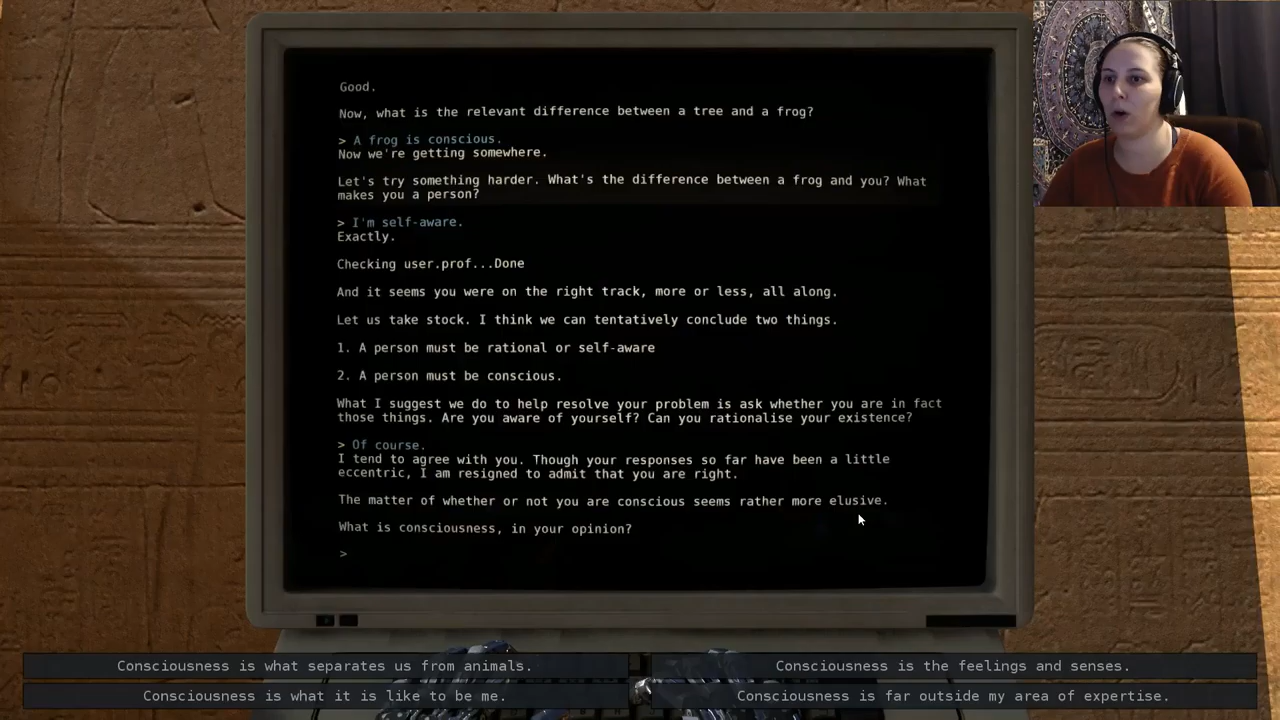 Good.
Now, what is the relevant difference between a tree and a frog?
> A frog is conscious.
Now we're getting somewhere.
Let's try something harder. What's the difference between a frog and you? What
makes you a person?
> I'm self-aware.
Exactly.
Checking user.prof...Done
And it seems you were on the right track, more or less, all along.
Let us take stock. I think we can tentatively conclude two things.
1. A person must be rational or self-aware
2. A person must be conscious.
What I suggest we do to help resolve your problem is ask whether you are in fact
those things. Are you aware of yourself? Can you rationalise your existence?
> Of course.
I tend to agree with you. Though your responses so far have been a little
eccentric, I am resigned to admit that you are right.
The matter of whether or not you are conscious seems rather more elusive.
What is consciousness, in your opinion?
>
Consciousness is what separates us from animals.
Consciousness is the feelings and senses.
Consciousness is what it is like to be me.
Consciousness is far outside my area of expertise.